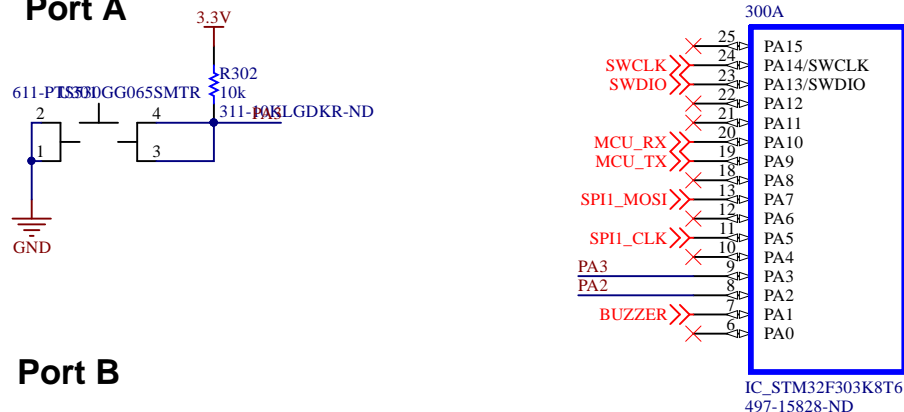 Port A
3.3V
R302
10k
311-10KLGDKR-ND
611-PTS530GG065SMTR
2
4
1
3
GND
300A
25 PA15
SWCLK 24 PA14/SWCLK
SWDIO 23 PA13/SWDIO
22 PA12
21 PA11
MCU_RX 20 PA10
MCU_TX 19 PA9
18 PA8
SPI1_MOSI 13 PA7
12 PA6
SPI1_CLK 11 PA5
10 PA4
PA3 9 PA3
PA2 8 PA2
BUZZER 7 PA1
6 PA0
IC_STM32F303K8T6
497-15828-ND
Port B